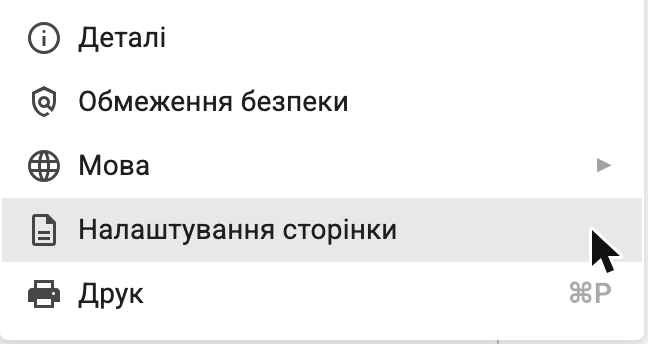 Деталі
Обмеження безпеки
Мова
Налаштування сторінки
Друк ⌘P